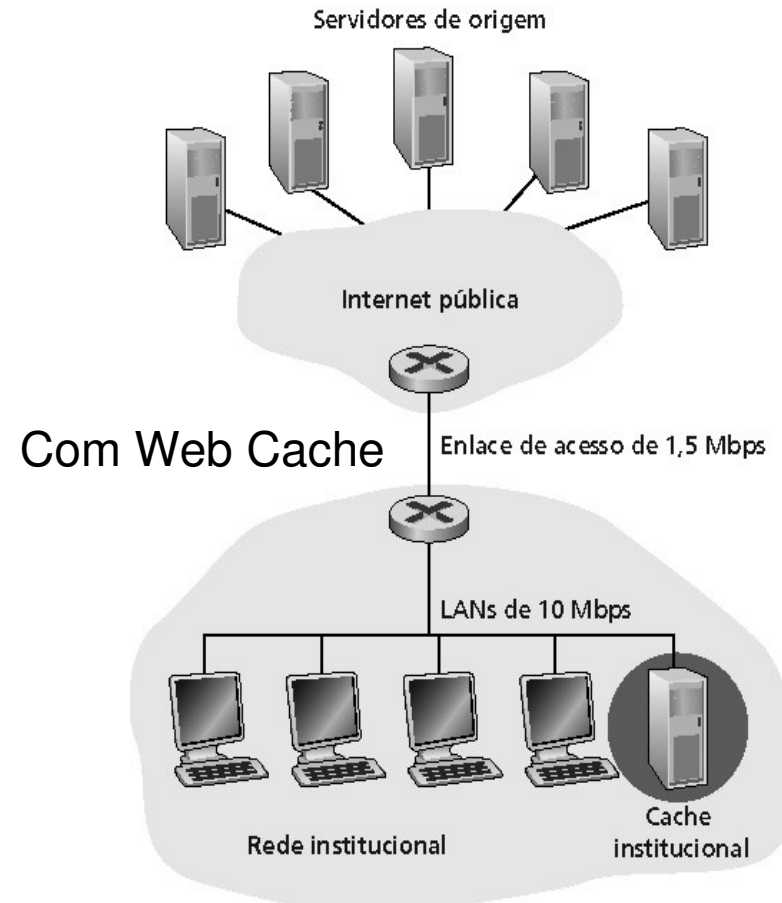 Servidores de origem
Internet pública
Com Web Cache
Enlace de acesso de 1,5 Mbps
LANs de 10 Mbps
Rede institucional
Cache
institucional